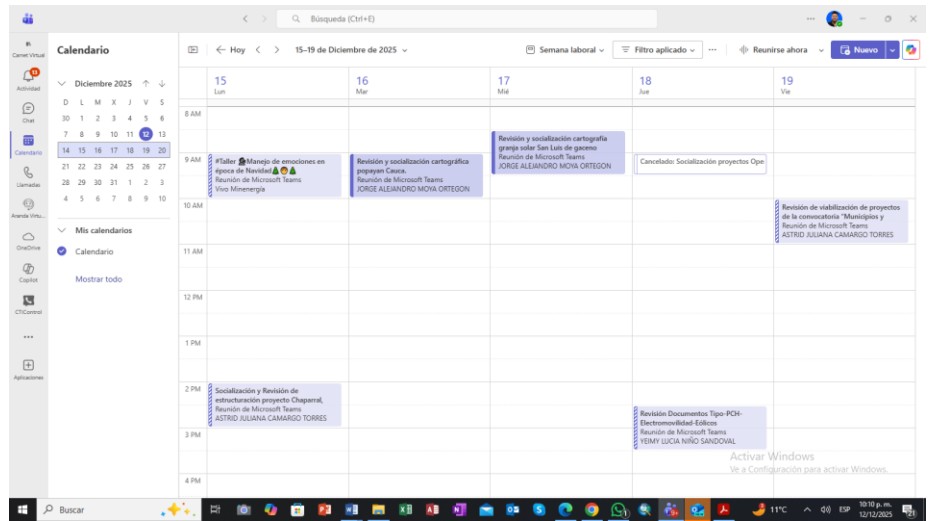 Búsqueda (Ctrl+E)
Carnet Virtual
Actividad
Chat
Calendario
Llamadas
Aranda Virtu...
OneDrive
Copilot
CTIControl
Aplicaciones
Calendario
Diciembre 2025
D L M X J V S
30 1 2 3 4 5 6
7 8 9 10 11 12 13
14 15 16 17 18 19 20
21 22 23 24 25 26 27
28 29 30 31 1 2 3
4 5 6 7 8 9 10
Mis calendarios
Calendario
Mostrar todo
Hoy
15–19 de Diciembre de 2025
Semana laboral
Filtro aplicado
Reunirse ahora
Nuevo
15
Lun
16
Mar
17
Mié
18
Jue
19
Vie
8 AM
9 AM
10 AM
11 AM
12 PM
1 PM
2 PM
3 PM
4 PM
#Taller Manejo de emociones en
época de Navidad
Reunión de Microsoft Teams
Vivo Minenergía
Socialización y Revisión de
estructuración proyecto Chaparral,
Reunión de Microsoft Teams
ASTRID JULIANA CAMARGO TORRES
Revisión y socialización cartográfica
popayen Cauca.
Reunión de Microsoft Teams
JORGE ALEJANDRO MOYA ORTEGON
Revisión y socialización cartografía
granja solar San Luis de gaceno
Reunión de Microsoft Teams
JORGE ALEJANDRO MOYA ORTEGON
Cancelado: Socialización proyectos Ope
Revisión Documentos Tipo-PCH-
Electromovilidad-Eólicos
Reunión de Microsoft Teams
YEIMY LUCIA NIÑO SANDOVAL
Revisión de viabilización de proyectos
de la convocatoria "Municipios y
Reunión de Microsoft Teams
ASTRID JULIANA CAMARGO TORRES
Activar Windows
Ve a Configuración para activar Windows.
Buscar
11°C
ESP
10:10 p. m.
12/12/2025